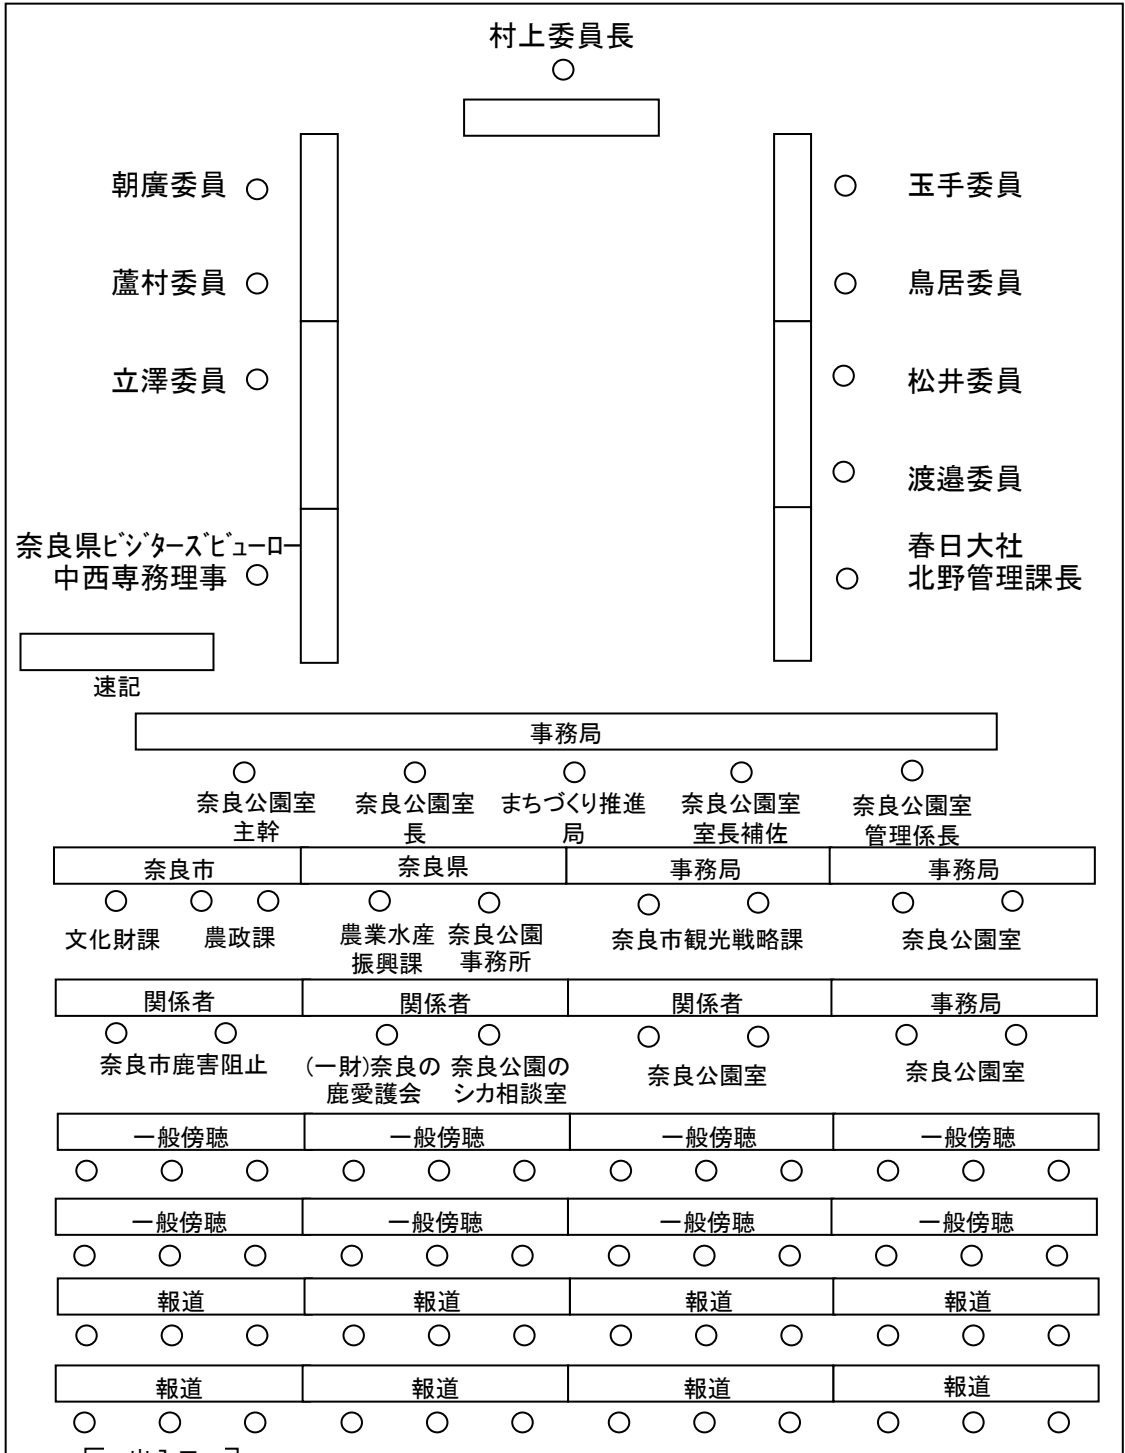 村上委員長
朝廣委員
玉手委員
蘆村委員
鳥居委員
立澤委員
松井委員
渡邉委員
奈良県ﾋﾞｼﾞﾀｰｽﾞﾋﾞｭｰﾛｰ
中西専務理事
春日大社
北野管理課長
速記
事務局
奈良公園室
主幹
奈良公園室
長
まちづくり推進
局
奈良公園室
室長補佐
奈良公園室
管理係長
奈良市
奈良県
事務局
事務局
文化財課
農政課
農業水産
振興課
奈良公園
事務所
奈良市観光戦略課
奈良公園室
関係者
関係者
関係者
事務局
奈良市鹿害阻止
(一財)奈良の
鹿愛護会
奈良公園の
シカ相談室
奈良公園室
奈良公園室
一般傍聴
一般傍聴
一般傍聴
一般傍聴
一般傍聴
一般傍聴
一般傍聴
一般傍聴
報道
報道
報道
報道
報道
報道
報道
報道